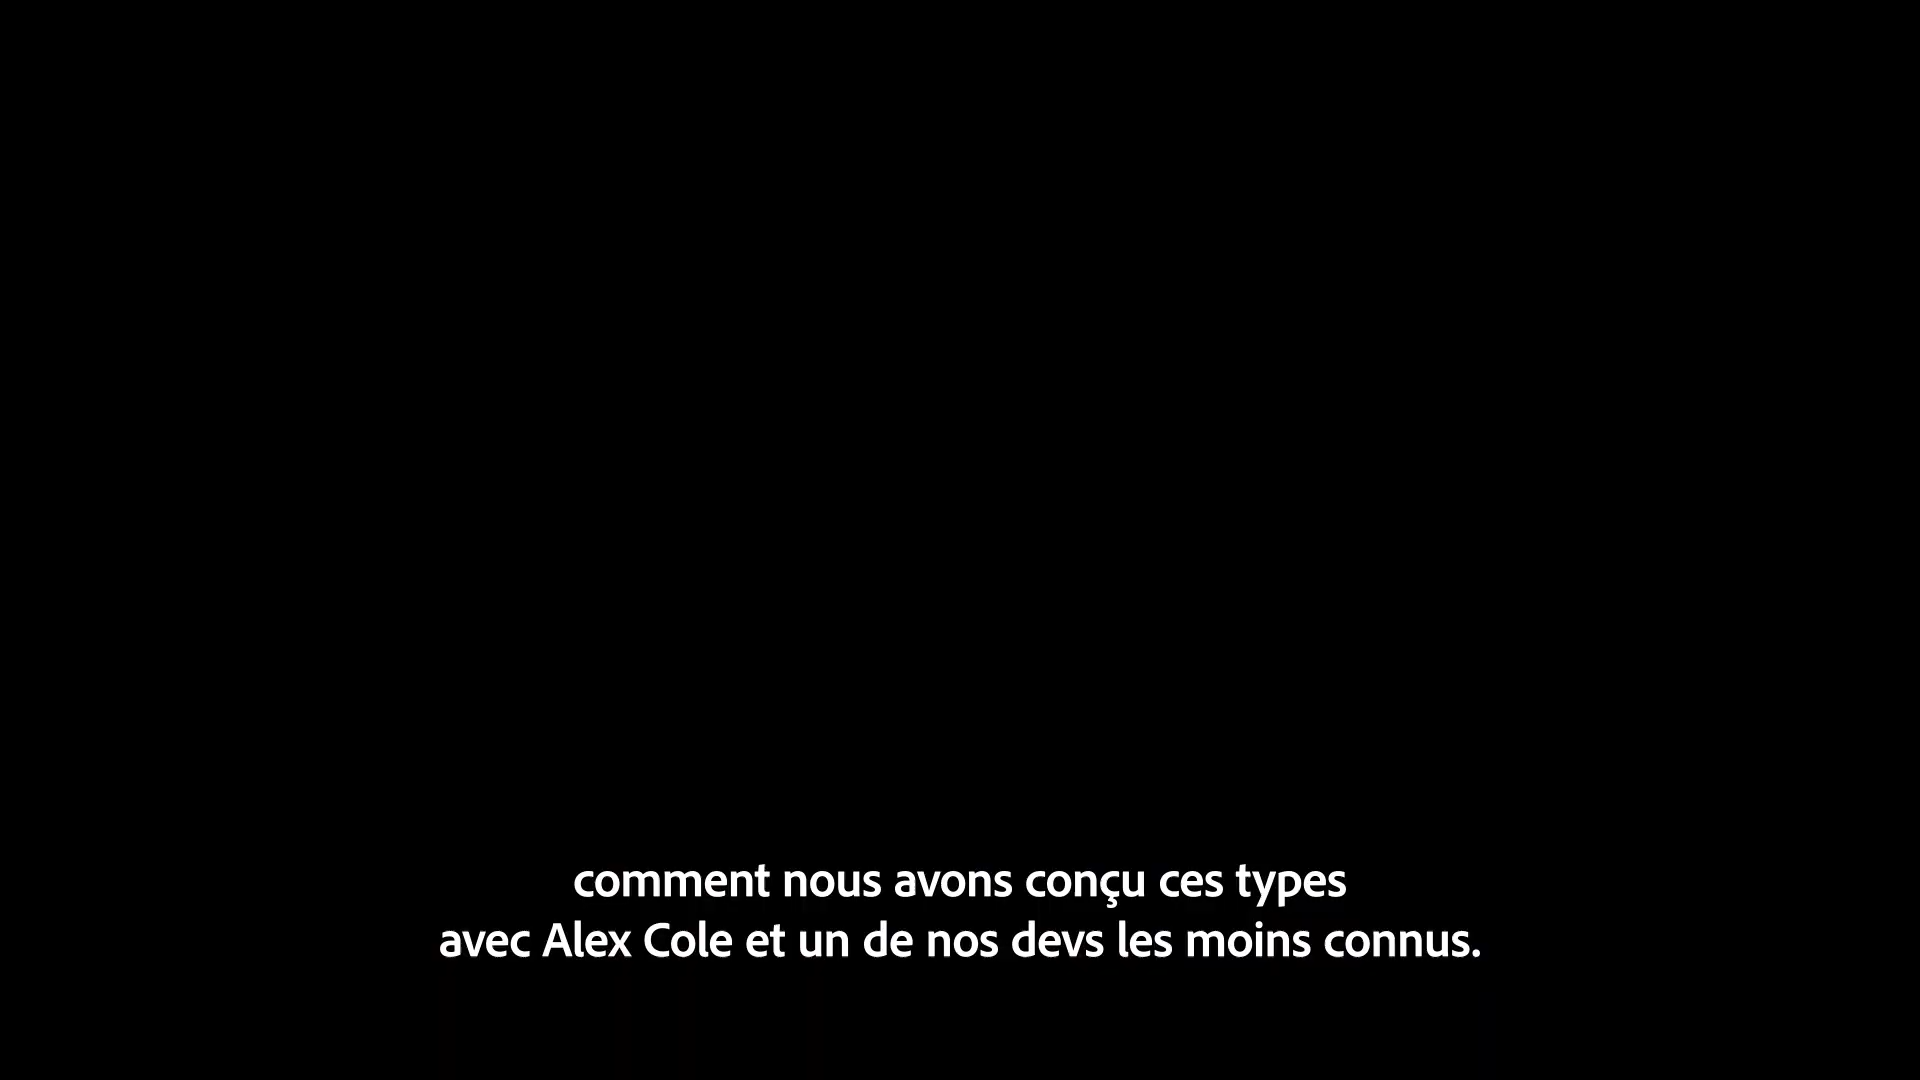 comment nous avons conçu ces types
avec Alex Cole et un de nos devs les moins connus.